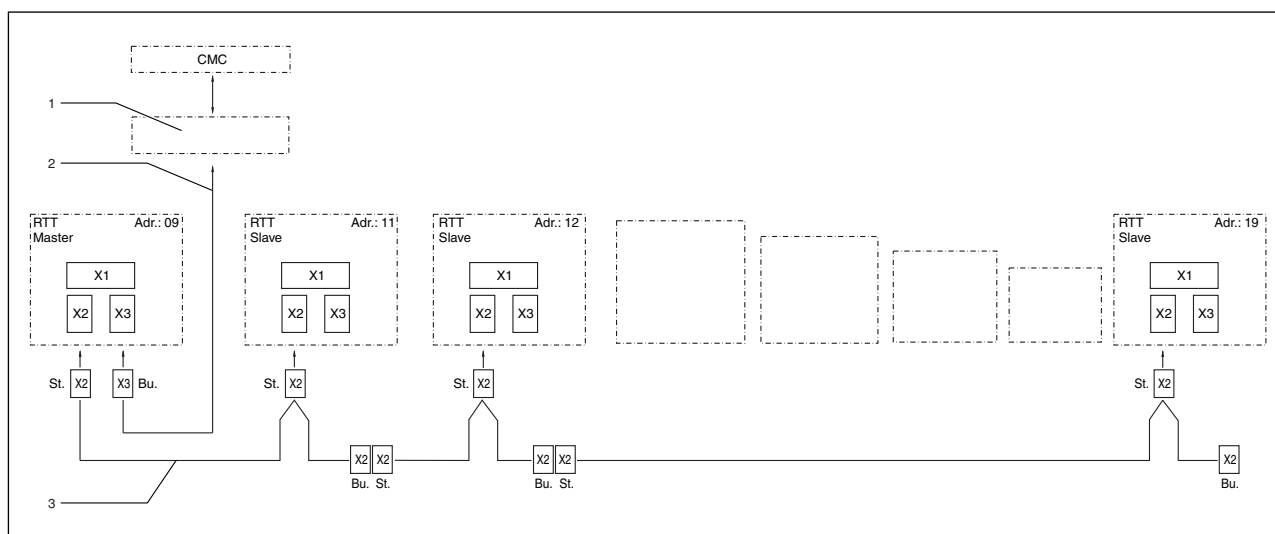 CMC
1
2
RTT Adr.: 09
Master
X1
X2 X3
RTT Adr.: 11
Slave
X1
X2 X3
RTT Adr.: 12
Slave
X1
X2 X3
RTT Adr.: 19
Slave
X1
X2 X3
St. X2 X3 Bu.
St. X2
St. X2
St. X2
X2 X2
Bu. St.
X2 X2
Bu. St.
X2
Bu.
3